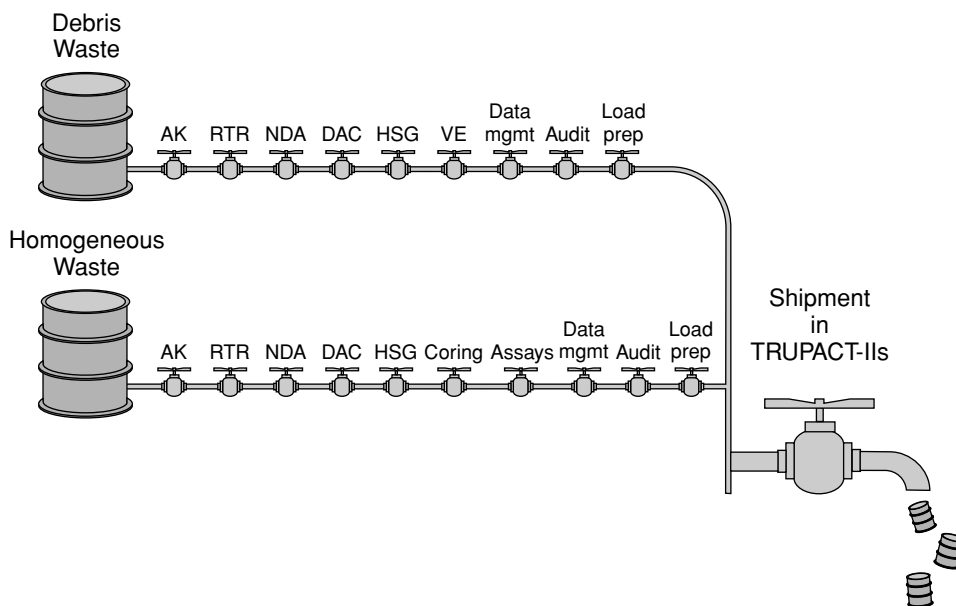 Debris
Waste
AK RTR NDA DAC HSG VE Data mgmt Audit Load prep
Homogeneous
Waste
AK RTR NDA DAC HSG Coring Assays Data mgmt Audit Load prep
Shipment
in
TRUPACT-IIs